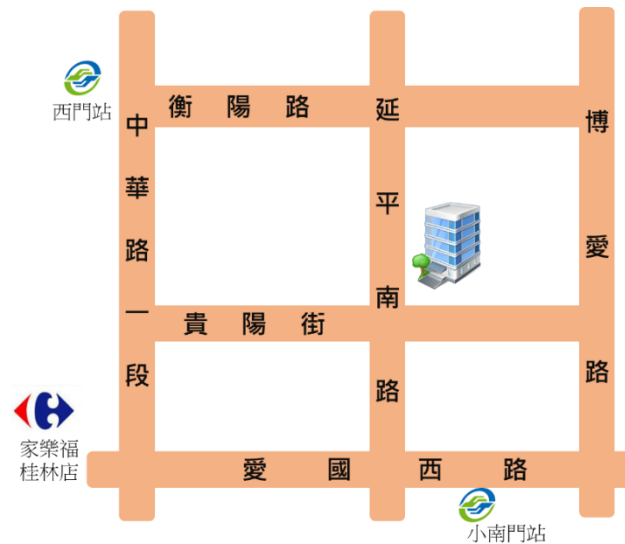 西門站
衡陽路
中華路一段
延平南路
博愛路
貴陽街
家樂福
桂林店
愛國西路
小南門站